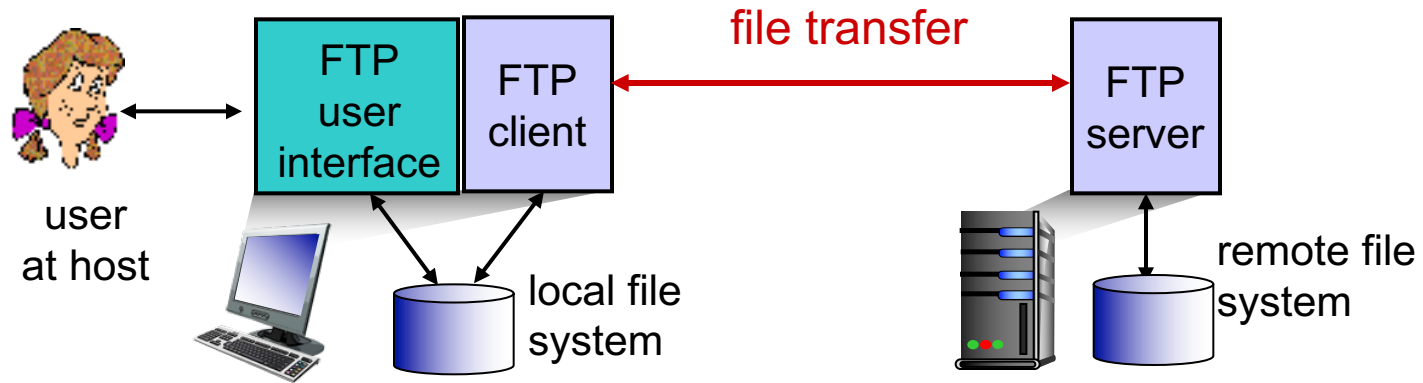 file transfer
FTP
user
interface
FTP
client
FTP
server
user
at host
local file
system
remote file
system